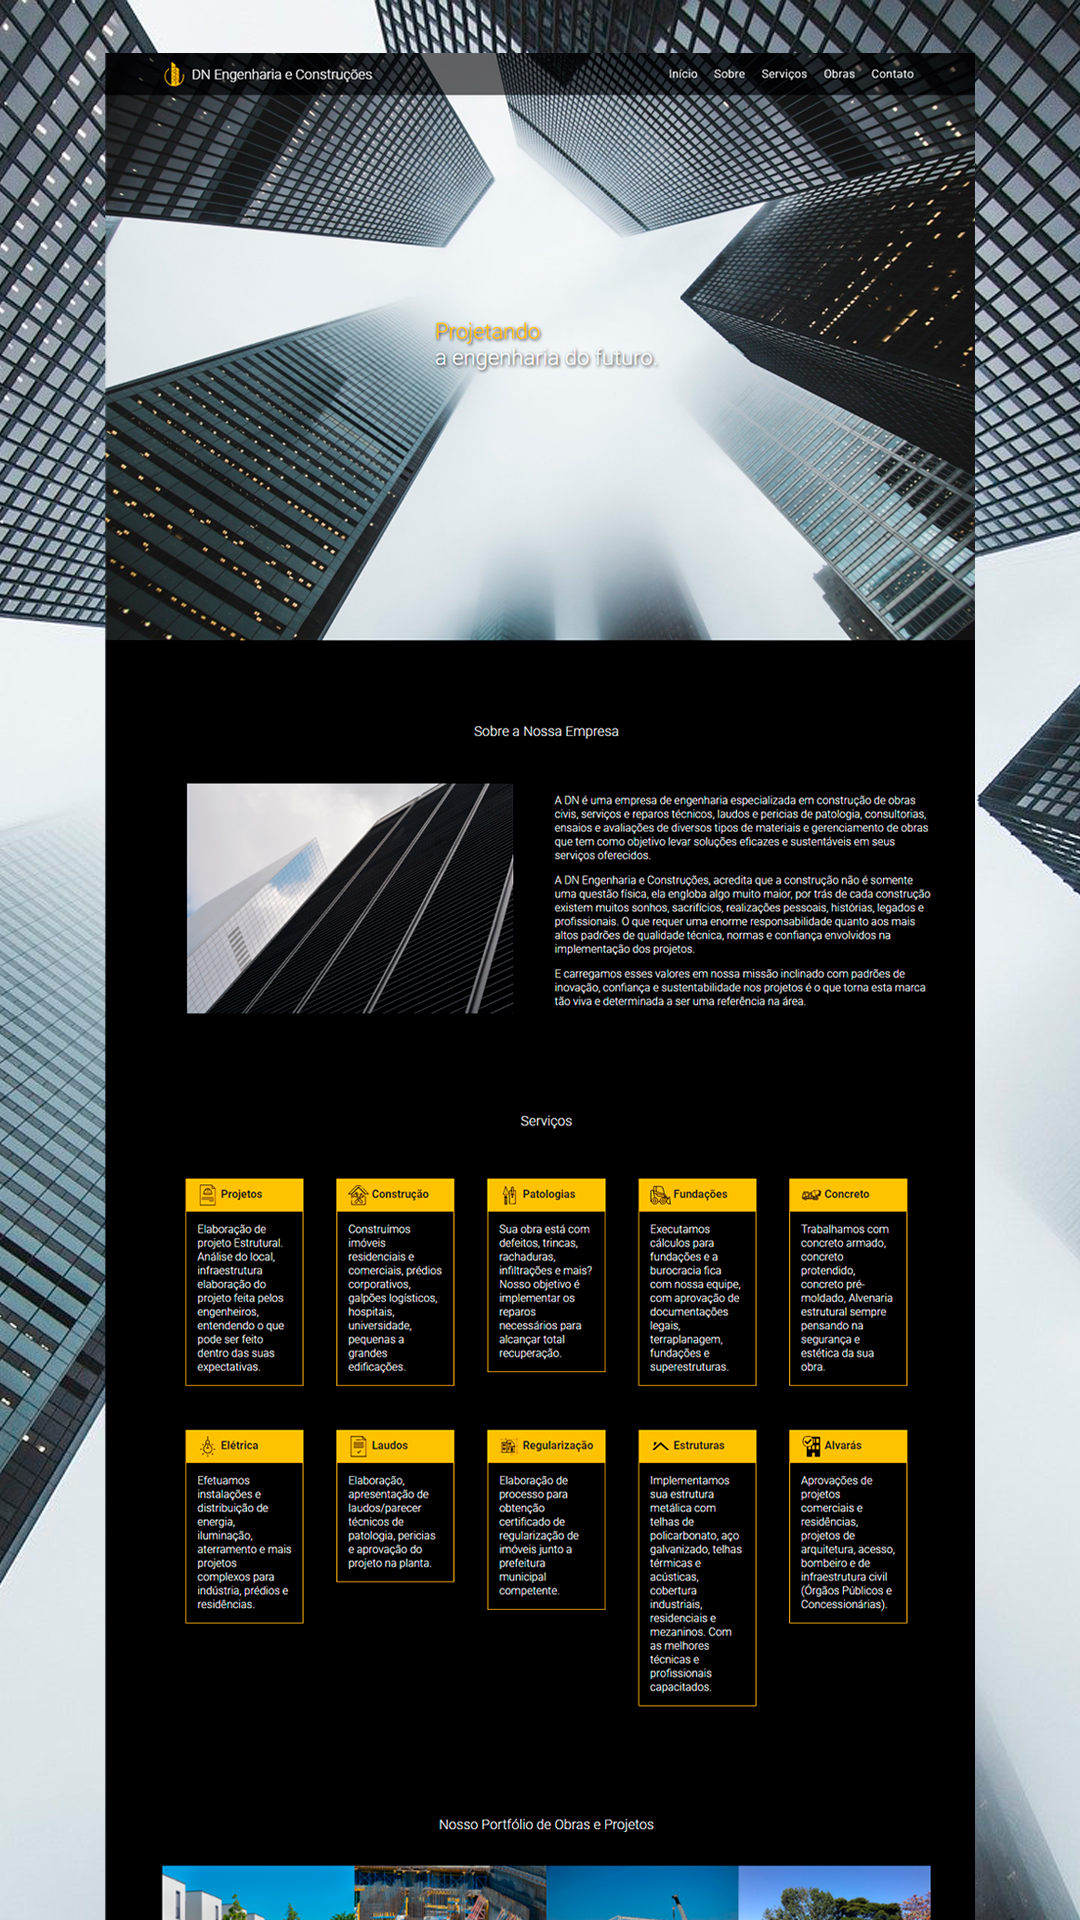 DN Engenharia e Construções
Início Sobre Serviços Obras Contato
Projetando
a engenharia do futuro.
Sobre a Nossa Empresa
A DN é uma empresa de engenharia especializada em construção de obras
civis, serviços e reparos técnicos, laudos e pericias de patologia, consultorias,
ensaios e avaliações de diversos tipos de materiais e gerenciamento de obras
que tem como objetivo levar soluções eficazes e sustentáveis em seus
serviços oferecidos.
A DN Engenharia e Construções, acredita que a construção não é somente
uma questão física, ela engloba algo muito maior, por trás de cada construção
existem muitos sonhos, sacrifícios, realizações pessoais, histórias, legados e
profissionais. O que requer uma enorme responsabilidade quanto aos mais
altos padrões de qualidade técnica, normas e confiança envolvidos na
implementação dos projetos.
E carregamos esses valores em nossa missão inclinado com padrões de
inovação, confiança e sustentabilidade nos projetos é o que torna esta marca
tão viva e determinada a ser uma referência na área.
Serviços
Projetos
Elaboração de
projeto Estrutural.
Análise do local,
infraestrutura
elaboração do
projeto feita pelos
engenheiros,
entendendo o que
pode ser feito
dentro das suas
expectativas.
Construção
Construímos
imóveis
residenciais e
comerciais, prédios
corporativos,
galpões logísticos,
hospitais,
universidade,
pequenas a
grandes
edificações.
Patologias
Sua obra está com
defeitos, trincas,
rachaduras,
infiltrações e mais?
Nosso objetivo é
implementar os
reparos
necessários para
alcançar total
recuperação.
Fundações
Executamos
cálculos para
fundações e a
burocracia fica
com nossa equipe,
com aprovação de
documentações
legais,
terraplanagem,
fundações e
superestruturas.
Concreto
Trabalhamos com
concreto armado,
concreto
protendido,
concreto pré-
moldado, Alvenaria
estrutural sempre
pensando na
segurança e
estética da sua
obra.
Elétrica
Efetuamos
instalações e
distribuição de
energia,
iluminação,
aterramento e mais
projetos
complexos para
indústria, prédios e
residências.
Laudos
Elaboração,
apresentação de
laudos/parecer
técnicos de
patologia, pericias
e aprovação do
projeto na planta.
Regularização
Elaboração de
processo para
obtenção
certificado de
regularização de
imóveis junto a
prefeitura
municipal
competente.
Estruturas
Implementamos
sua estrutura
metálica com
telhas de
policarbonato, aço
galvanizado, telhas
térmicas e
acústicas,
cobertura
industriais,
residenciais e
mezaninos. Com
as melhores
técnicas e
profissionais
capacitados.
Alvarás
Aprovações de
projetos
comerciais e
residências,
projetos de
arquitetura, acesso,
bombeiro e de
infraestrutura civil
(Órgãos Públicos e
Concessionárias).
Nosso Portfólio de Obras e Projetos